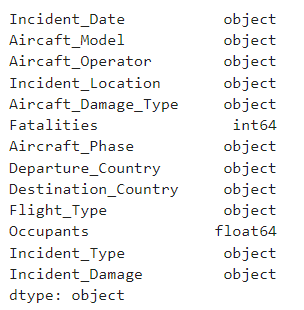 Incident_Date object
Aircaft_Model object
Aircaft_Operator object
Incident_Location object
Aircaft_Damage_Type object
Fatalities int64
Aircraft_Phase object
Departure_Country object
Destination_Country object
Flight_Type object
Occupants float64
Incident_Type object
Incident_Damage object
dtype: object